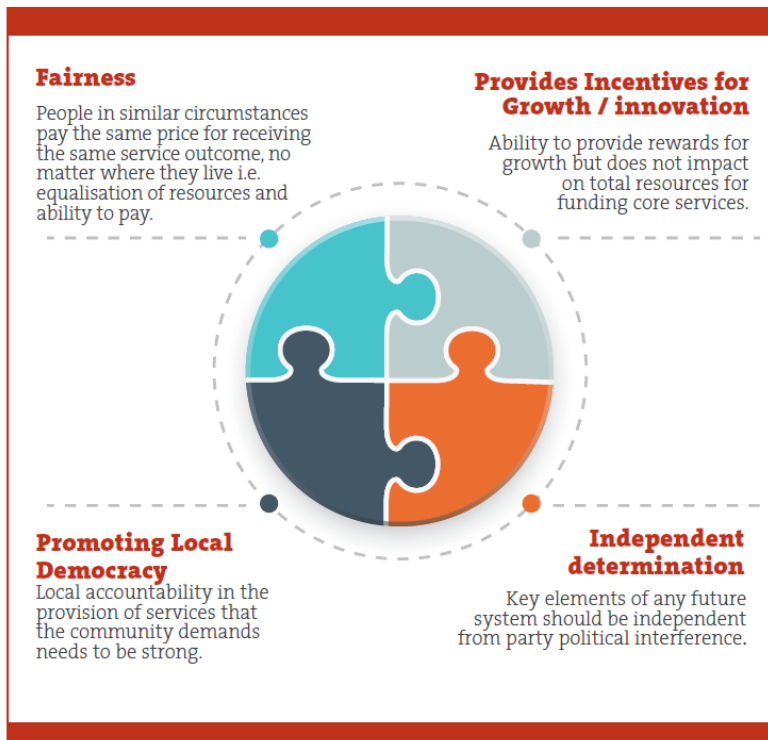 Fairness
People in similar circumstances
pay the same price for receiving
the same service outcome, no
matter where they live i.e.
equalisation of resources and
ability to pay.
Provides Incentives for
Growth / innovation
Ability to provide rewards for
growth but does not impact
on total resources for
funding core services.
Promoting Local
Democracy
Local accountability in the
provision of services that
the community demands
needs to be strong.
Independent
determination
Key elements of any future
system should be independent
from party political interference.